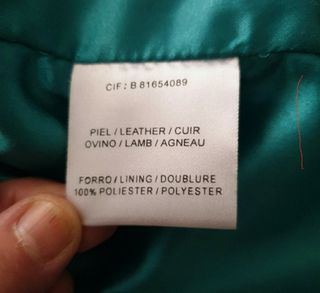 CIF: B 81654089
PIEL / LEATHER / CUIR
OVINO / LAMB / AGNEAU
FORRO / LINING / DOUBLURE
100% POLIESTER / POLYESTER